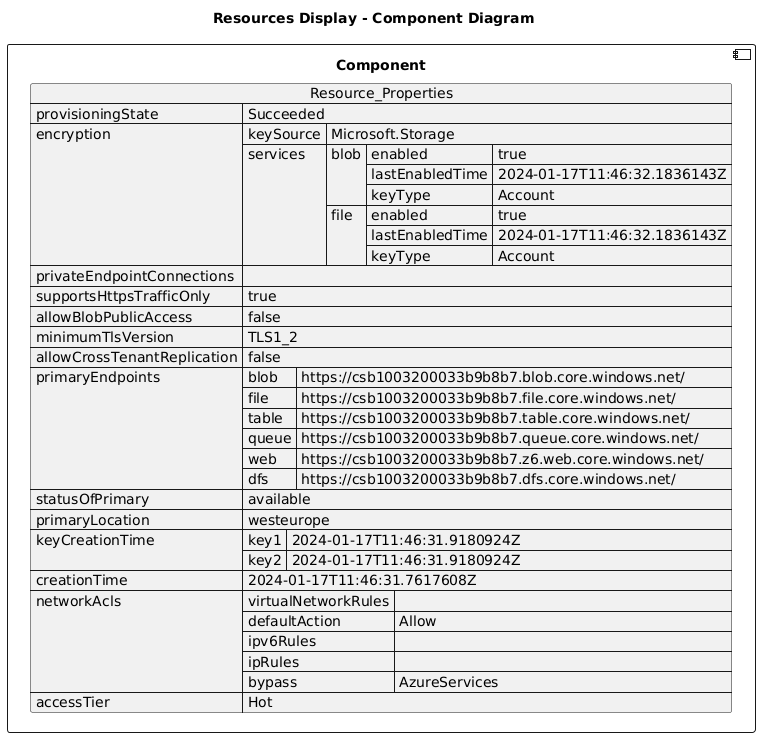 Resources Display - Component Diagram
Component
Resource_Properties
provisioningState Succeeded
encryption keySource Microsoft.Storage
services blob enabled true
lastEnabledTime 2024-01-17T11:46:32.1836143Z
keyType Account
file enabled true
lastEnabledTime 2024-01-17T11:46:32.1836143Z
keyType Account
privateEndpointConnections
supportsHttpsTrafficOnly true
allowBlobPublicAccess false
minimumTlsVersion TLS1_2
allowCrossTenantReplication false
primaryEndpoints blob https://csb1003200033b9b8b7.blob.core.windows.net/
file https://csb1003200033b9b8b7.file.core.windows.net/
table https://csb1003200033b9b8b7.table.core.windows.net/
queue https://csb1003200033b9b8b7.queue.core.windows.net/
web https://csb1003200033b9b8b7.z6.web.core.windows.net/
dfs https://csb1003200033b9b8b7.dfs.core.windows.net/
statusOfPrimary available
primaryLocation westeurope
keyCreationTime key1 2024-01-17T11:46:31.9180924Z
key2 2024-01-17T11:46:31.9180924Z
creationTime 2024-01-17T11:46:31.7617608Z
networkAcls virtualNetworkRules
defaultAction Allow
ipv6Rules
ipRules
bypass AzureServices
accessTier Hot